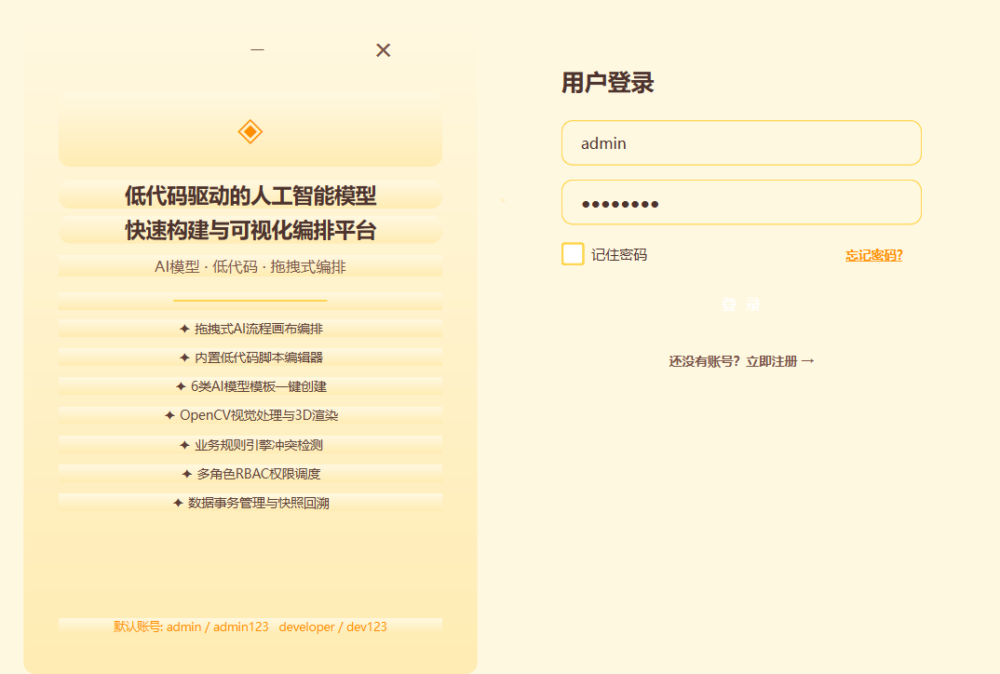 低代码驱动的人工智能模型
快速构建与可视化编排平台
AI模型 · 低代码 · 拖拽式编排
✦ 拖拽式AI流程画布编排
✦ 内置低代码脚本编辑器
✦ 6类AI模型模板一键创建
✦ OpenCV视觉处理与3D渲染
✦ 业务规则引擎冲突检测
✦ 多角色RBAC权限调度
✦ 数据事务管理与快照回溯
默认账号: admin / admin123   developer / dev123
用户登录
admin
●●●●●●●●
记住密码 忘记密码?
登 录
还没有账号? 立即注册 →